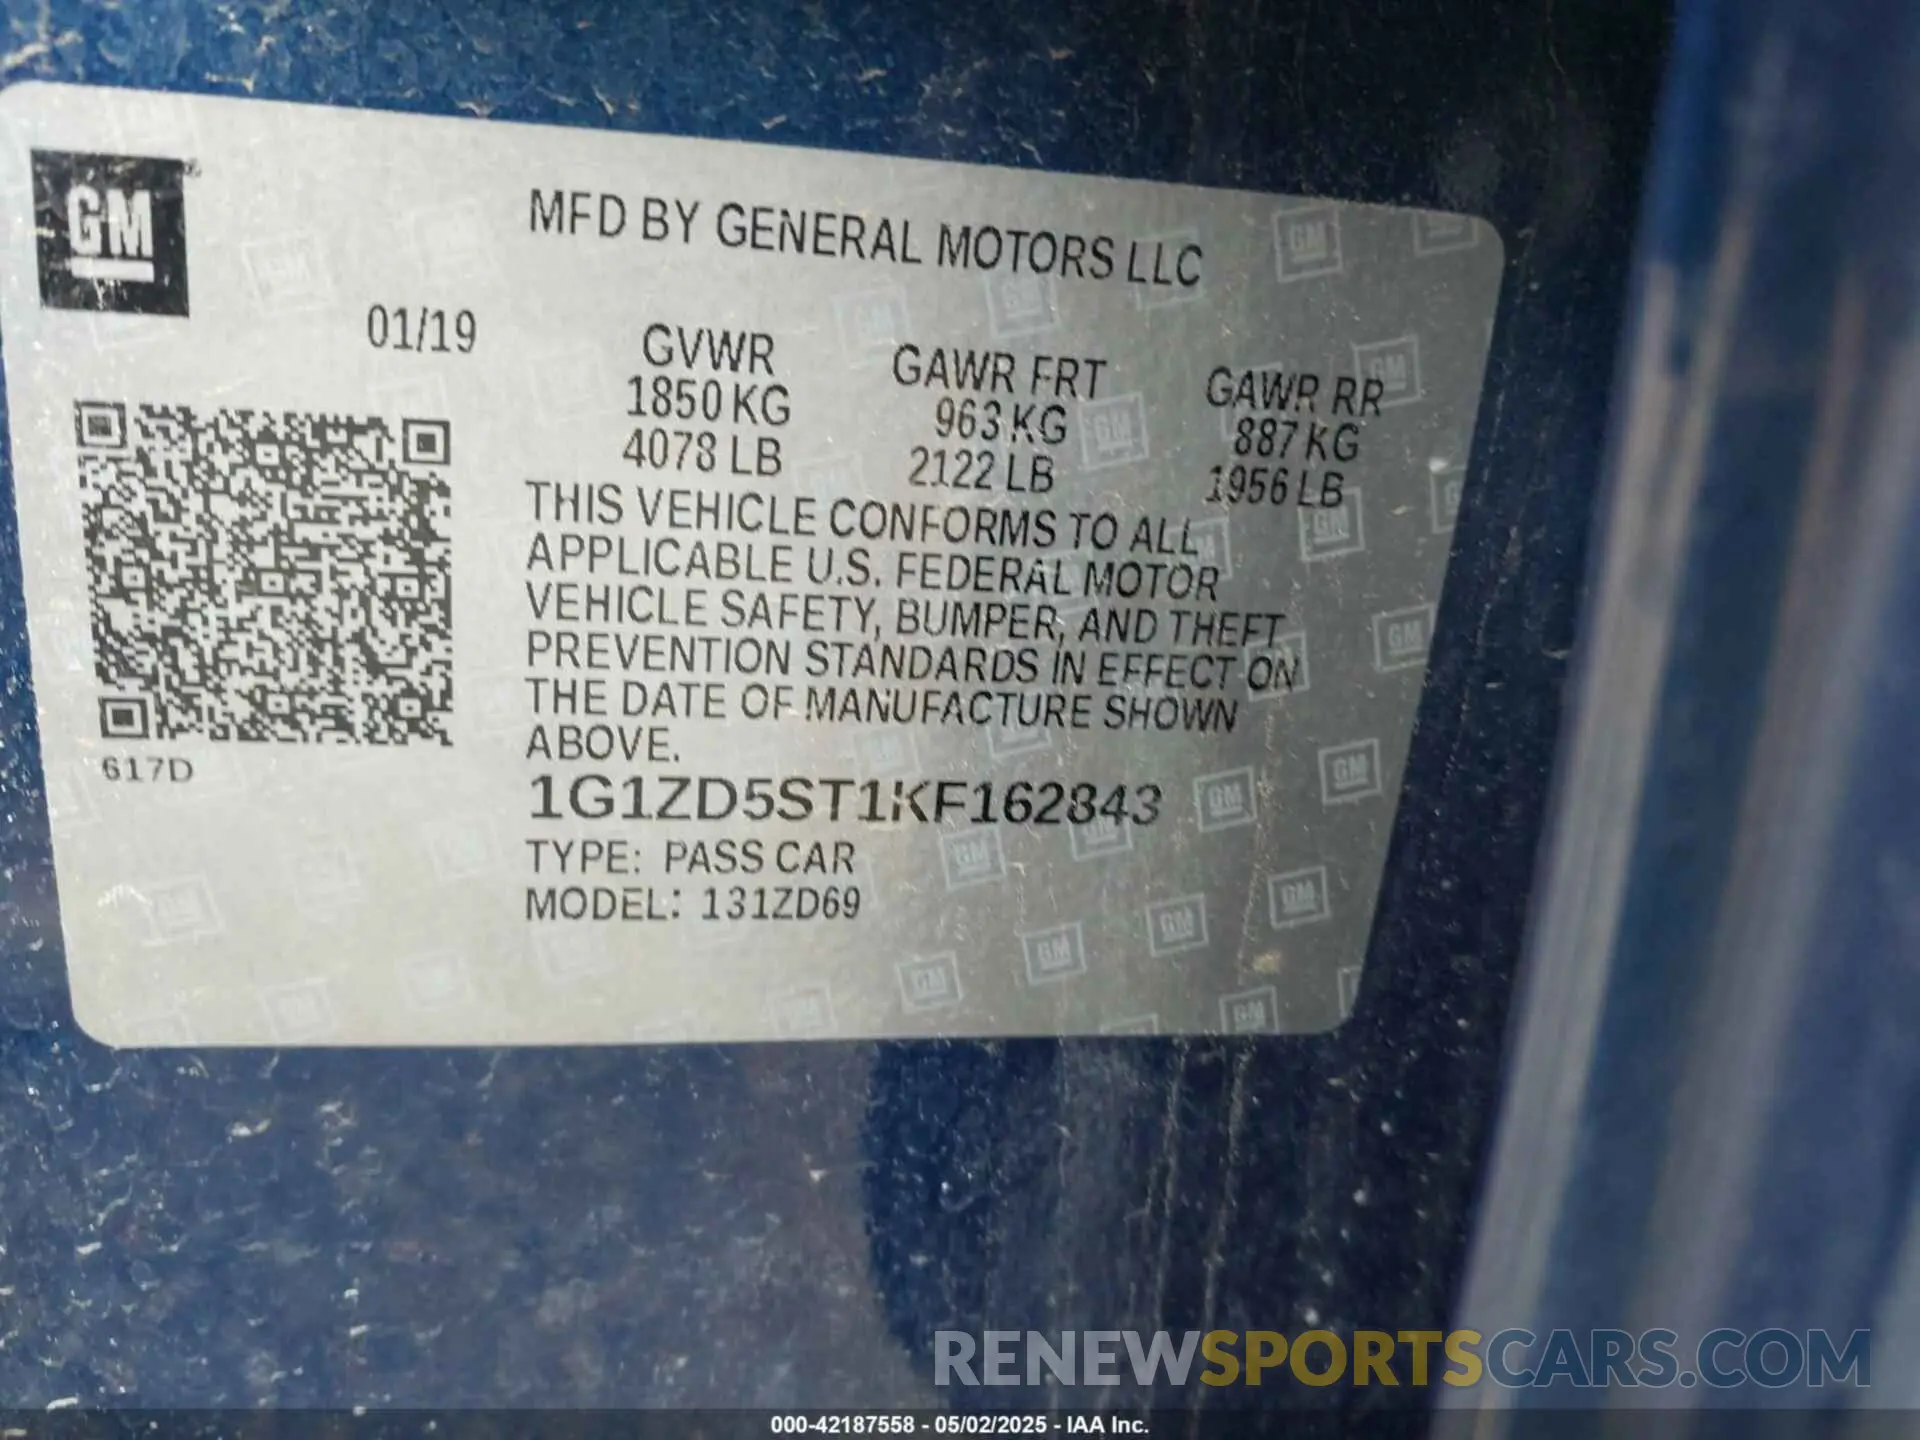 GM
MFD BY GENERAL MOTORS LLC
01/19
GVWR GAWR FRT GAWR RR
1850 KG 963 KG 887 KG
4078 LB 2122 LB 1956 LB
THIS VEHICLE CONFORMS TO ALL
APPLICABLE U.S. FEDERAL MOTOR
VEHICLE SAFETY, BUMPER, AND THEFT
PREVENTION STANDARDS IN EFFECT ON
THE DATE OF MANUFACTURE SHOWN
ABOVE.
617D
1G1ZD5ST1KF162843
TYPE: PASS CAR
MODEL: 131ZD69
RENEWSPORTSCARS.COM
000-42187558 - 05/02/2025 - IAA Inc.